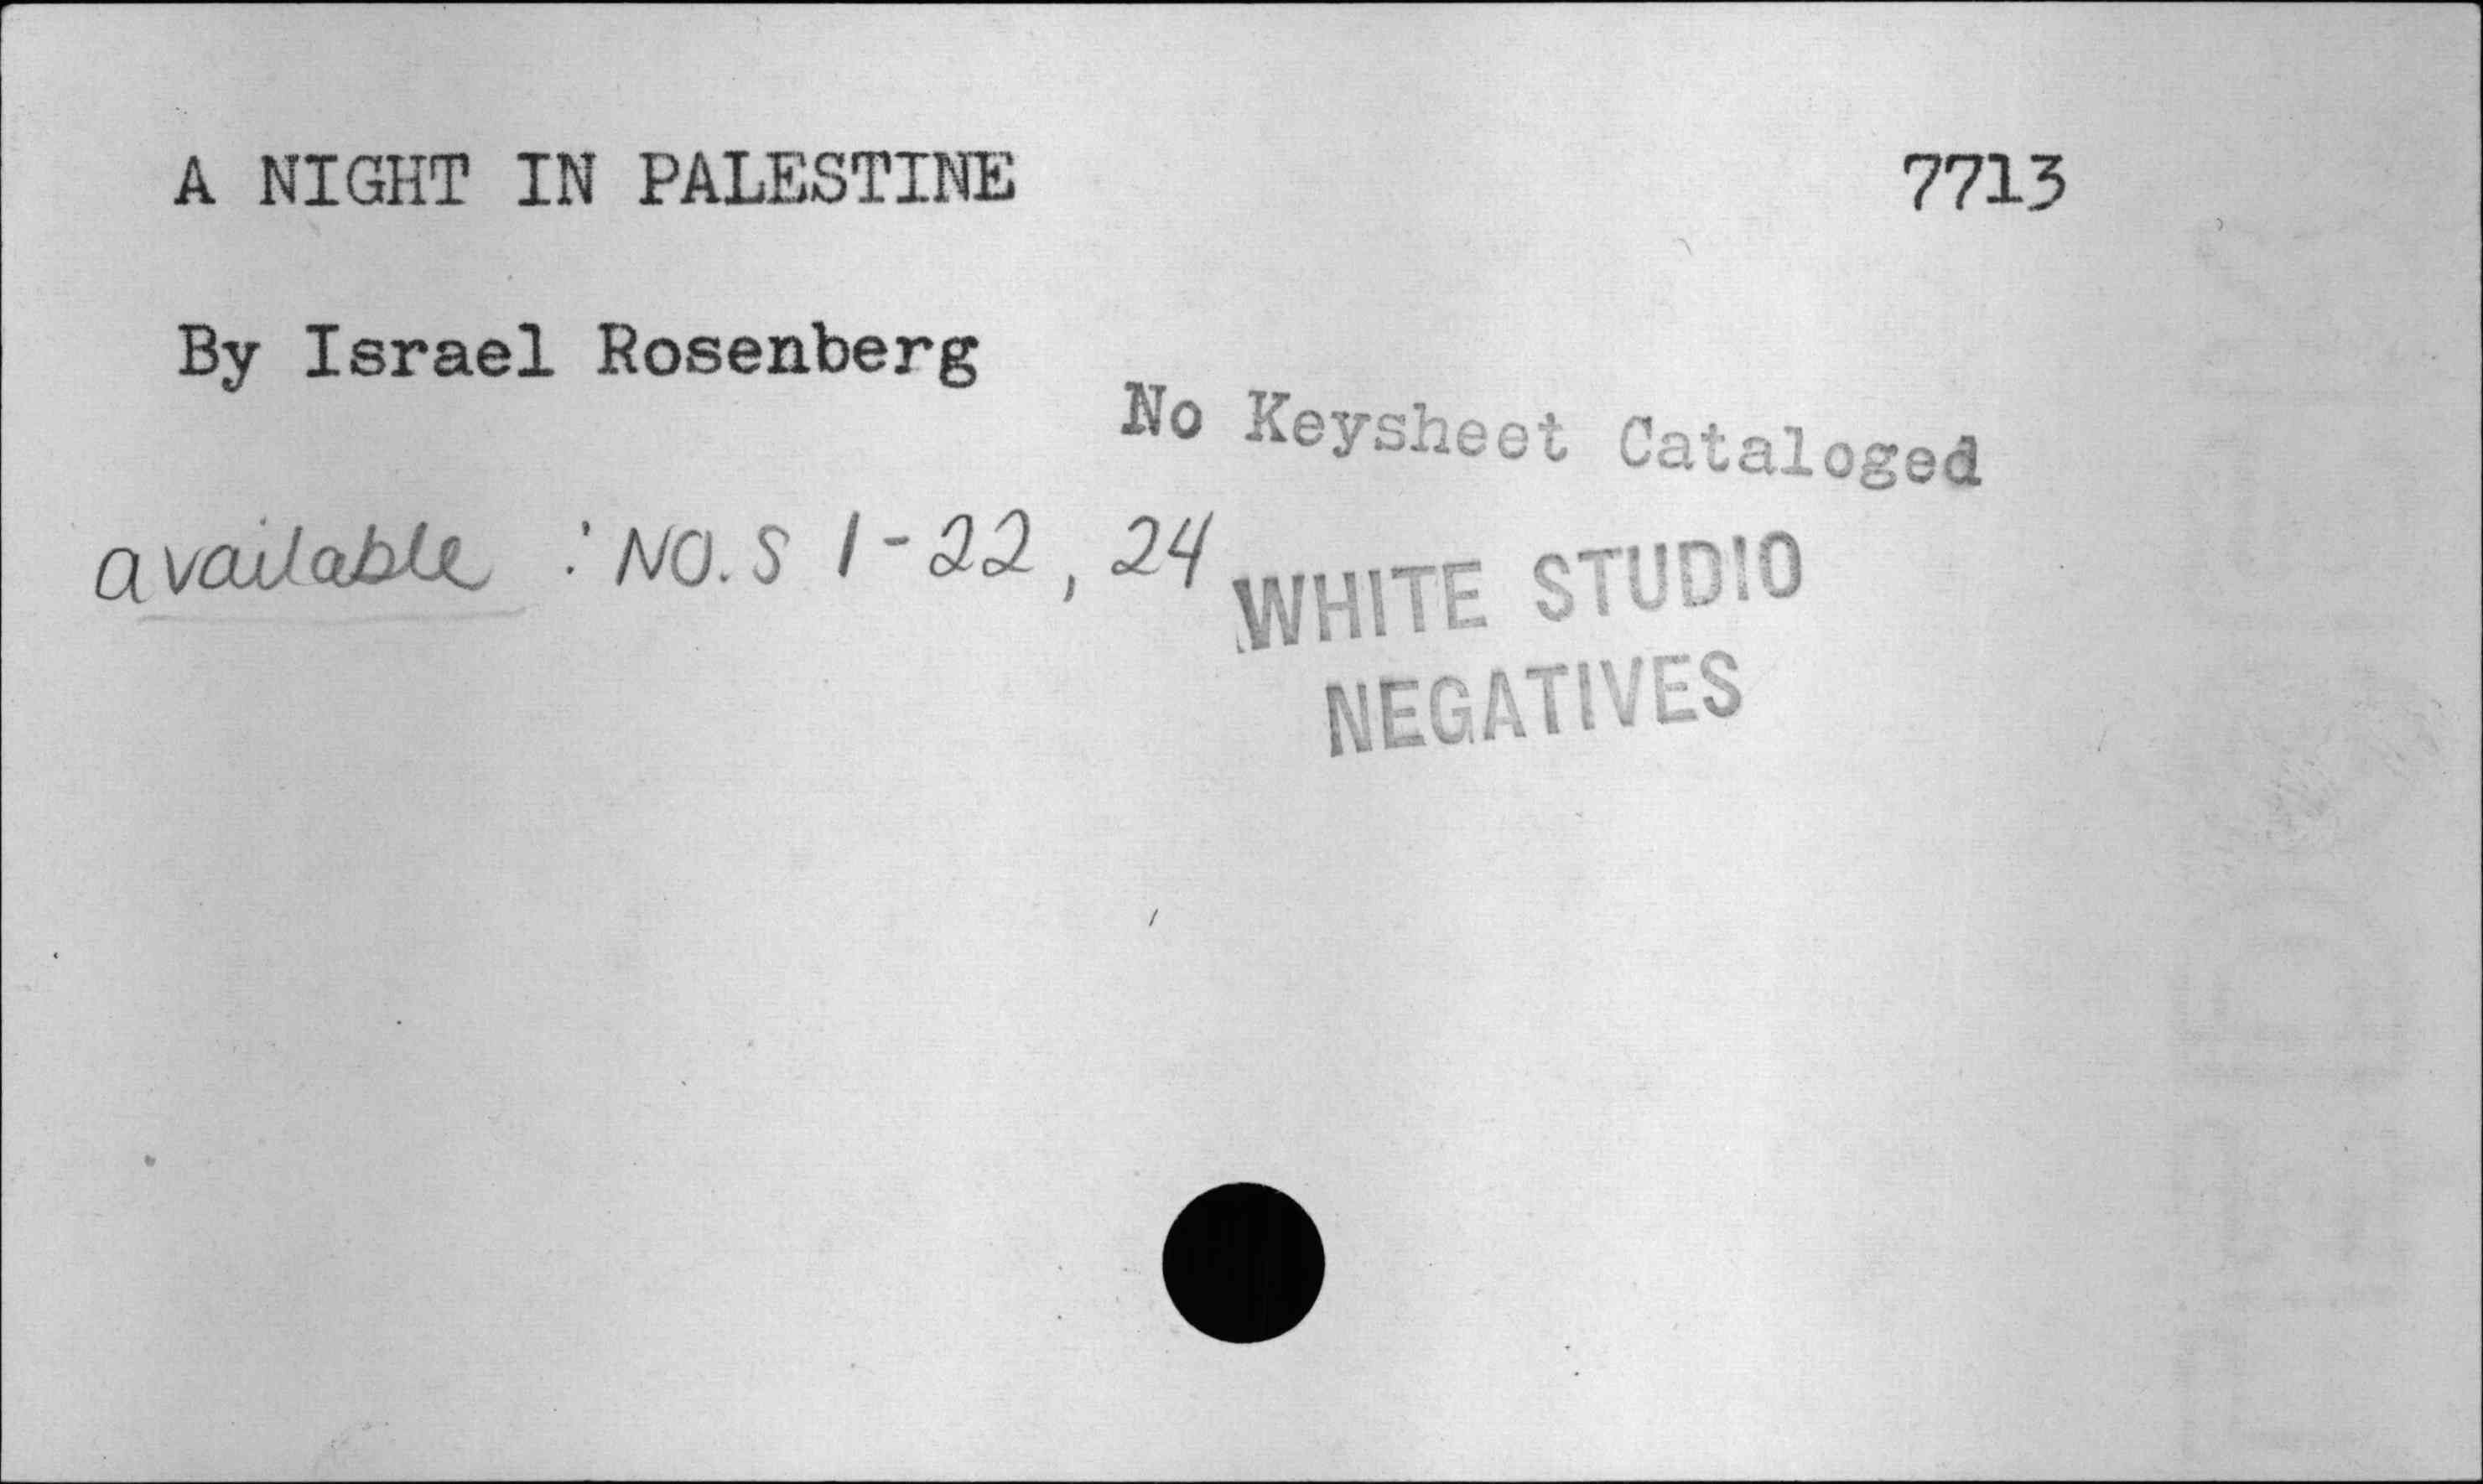 A NIGHT IN PALESTINE 7713
By Israel Rosenberg
No Keysheet Cataloged
available : NO.S 1-22, 24
WHITE STUDIO
NEGATIVES